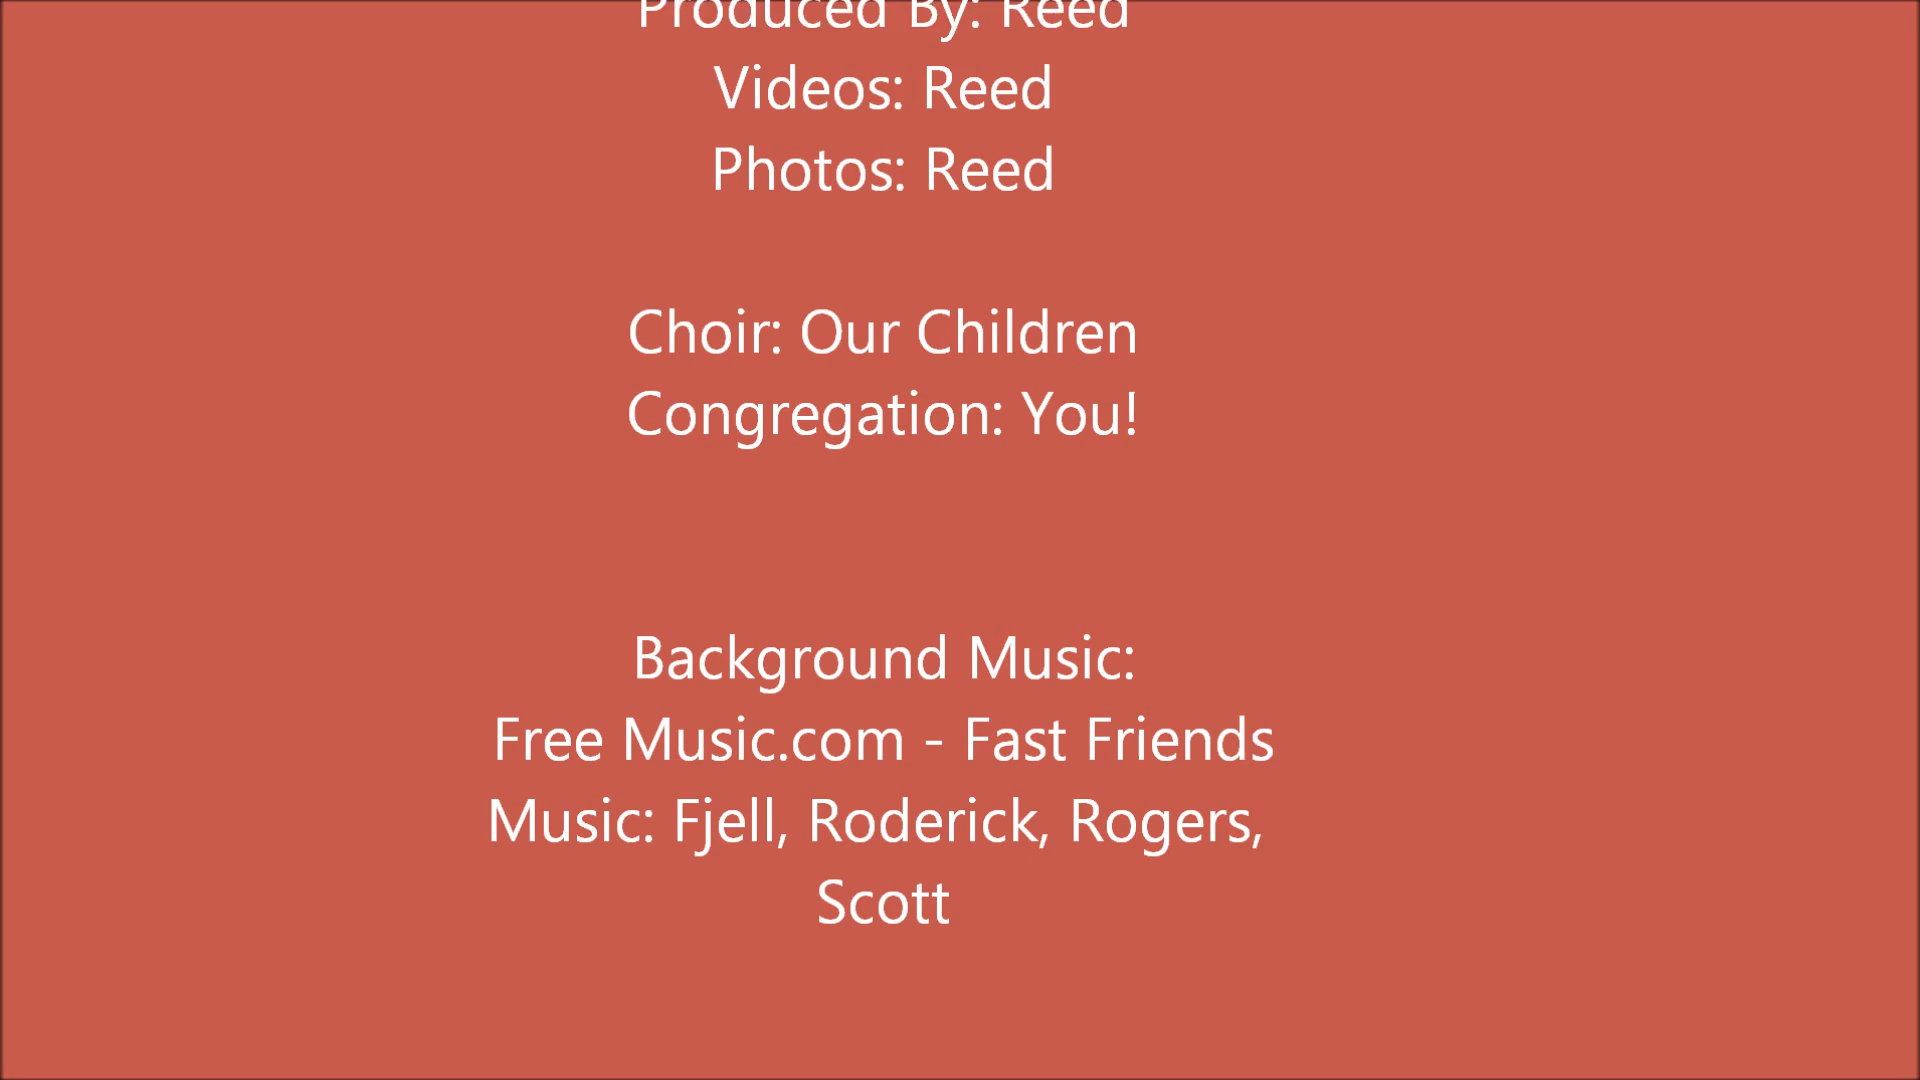 Produced By: Reed
Videos: Reed
Photos: Reed
Choir: Our Children
Congregation: You!
Background Music:
Free Music.com - Fast Friends
Music: Fjell, Roderick, Rogers,
Scott